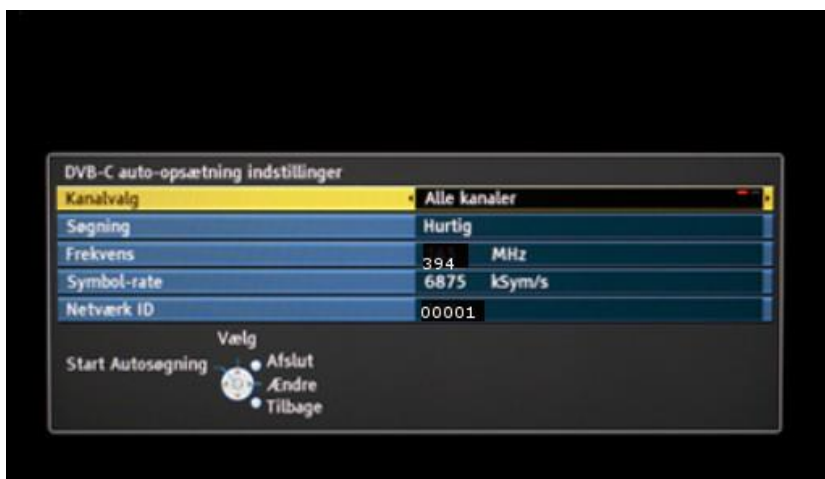 DVB-C auto-opsætning indstillinger
Kanalvalg Alle kanaler
Søgning Hurtig
Frekvens 394 MHz
Symbol-rate 6875 kSym/s
Netværk ID 00001
Vælg
Start Autosøgning Afslut
Ændre
Tilbage